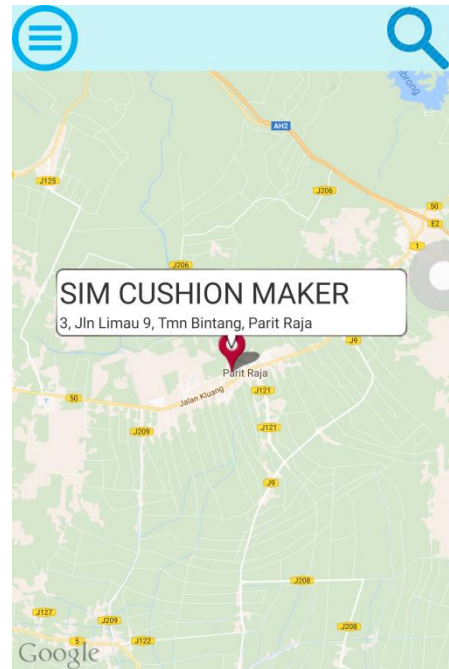 AH2
J125
J206
50
E2
1
J206
SIM CUSHION MAKER
3, Jln Limau 9, Tmn Bintang, Parit Raja
J9
Parit Raja
J121
50
Jalan Kluang
J209
J121
J9
J208
J127
J209
J208
5
J122
Google